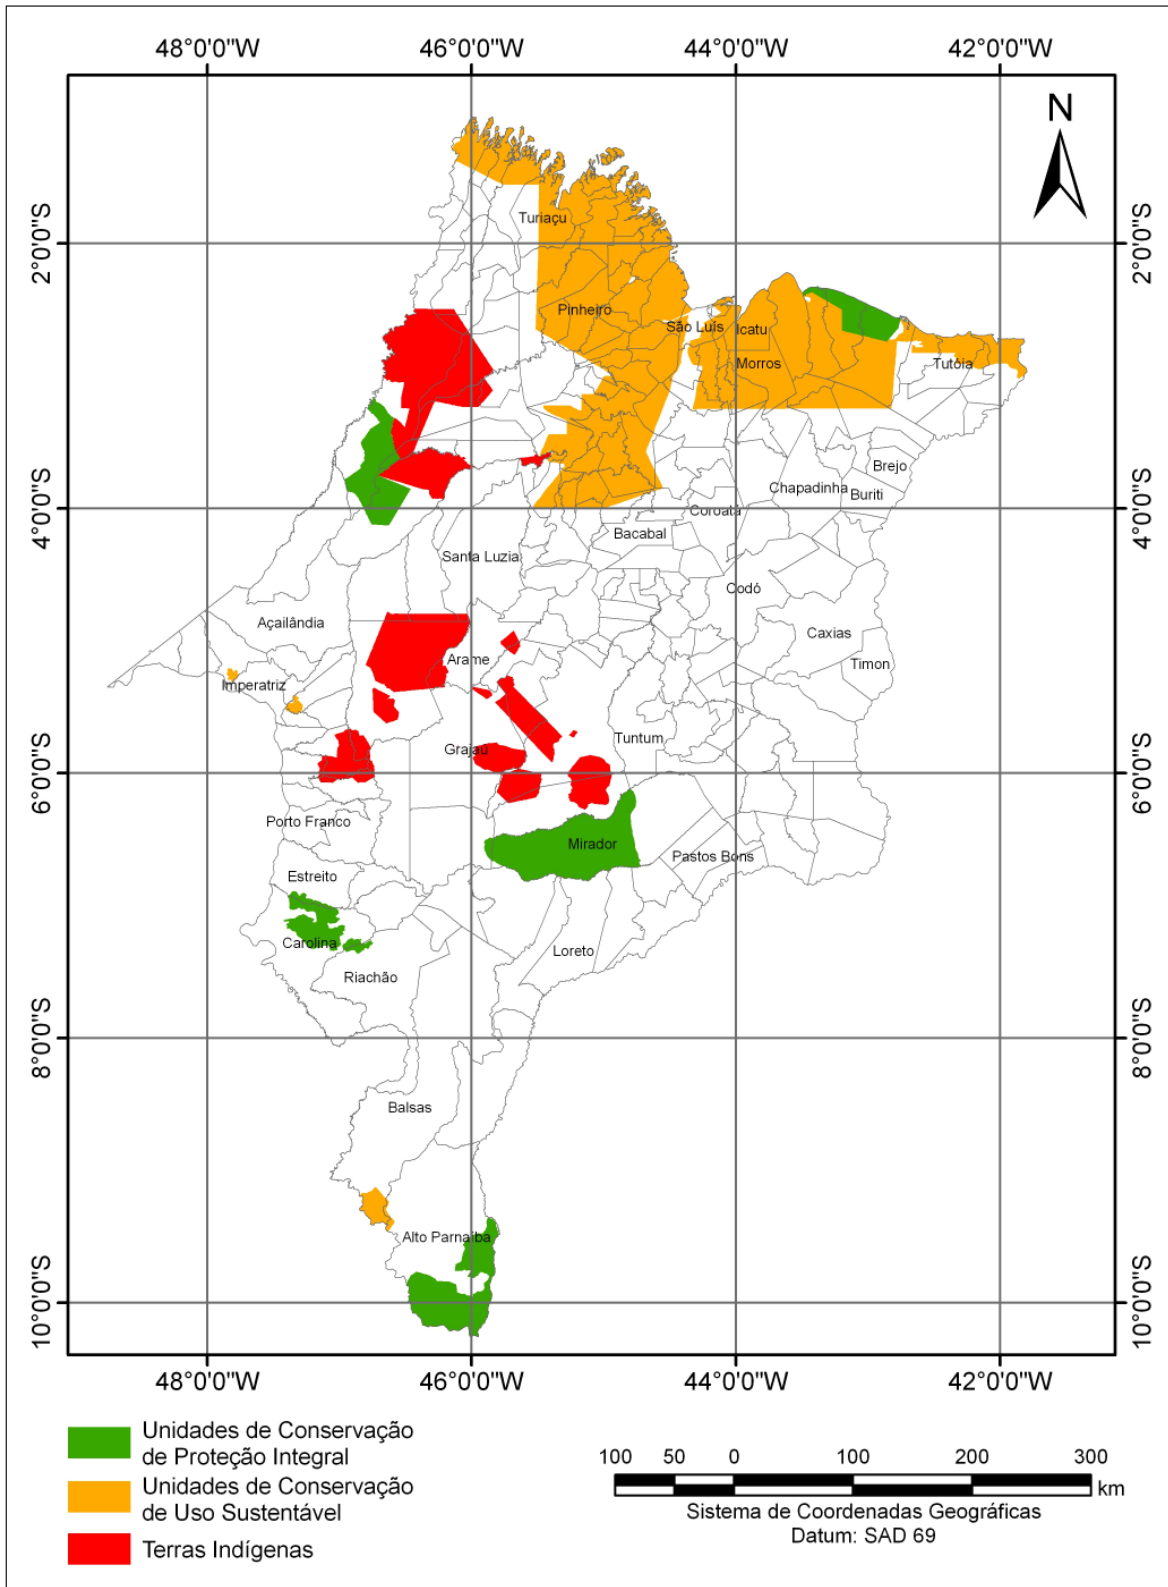 48°0'0"W 46°0'0"W 44°0'0"W 42°0'0"W
N
2°0'0"S 2°0'0"S
4°0'0"S 4°0'0"S
6°0'0"S 6°0'0"S
8°0'0"S 8°0'0"S
10°0'0"S 10°0'0"S
Turiaçu
Pinheiro
São Luís
Icatu
Morros
Tutóia
Brejo
Chapadinha
Buriti
Coroatá
Bacabal
Santa Luzia
Codó
Açailândia
Caxias
Arame
Timon
Imperatriz
Tuntum
Grajaú
Porto Franco
Mirador
Pastos Bons
Estreito
Carolina
Loreto
Riachão
Balsas
Alto Parnaíba
48°0'0"W 46°0'0"W 44°0'0"W 42°0'0"W
Unidades de Conservação
de Proteção Integral
Unidades de Conservação
de Uso Sustentável
Terras Indígenas
100 50 0 100 200 300
km
Sistema de Coordenadas Geográficas
Datum: SAD 69